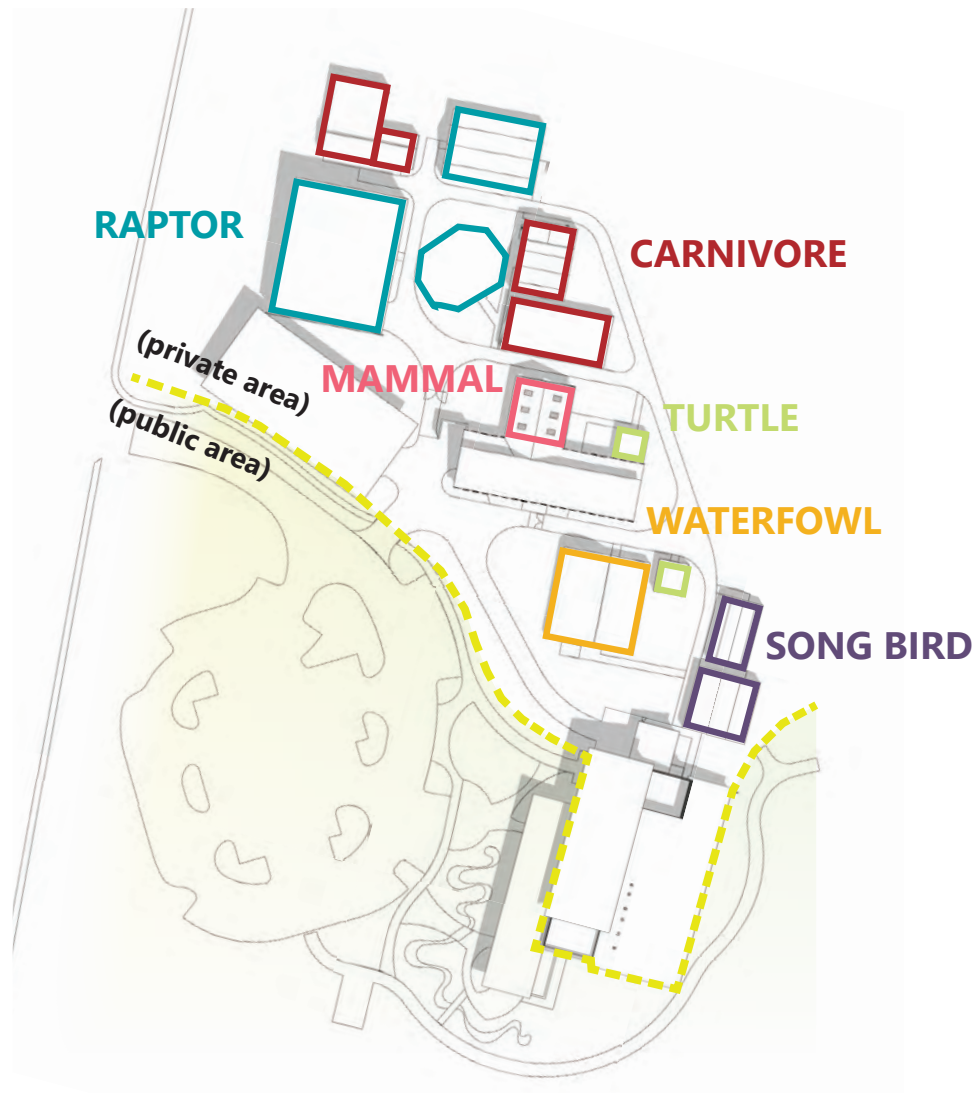 RAPTOR
CARNIVORE
(private area)
MAMMAL
(public area)
TURTLE
WATERFOWL
SONG BIRD